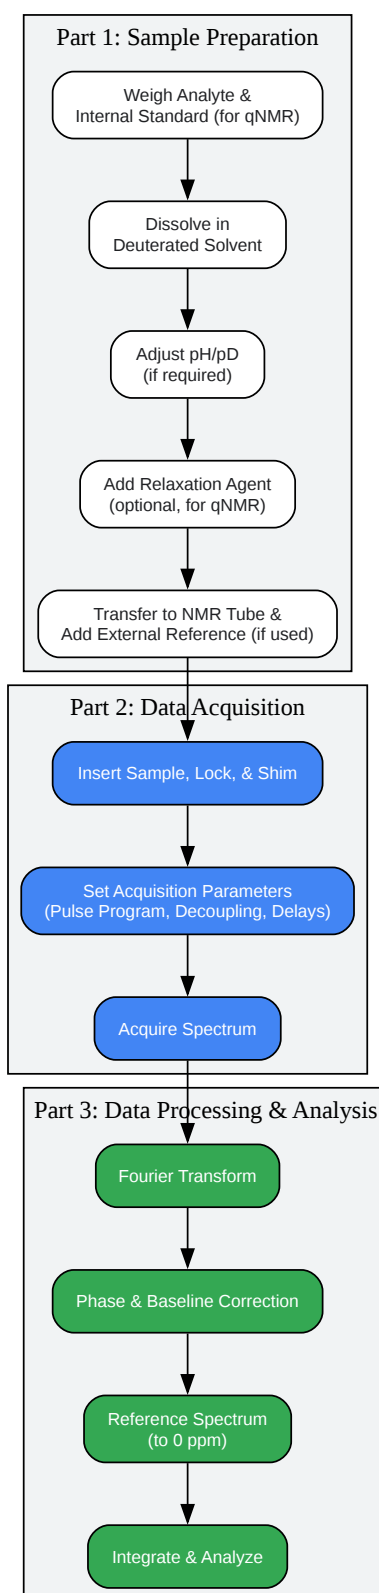 Part 1: Sample Preparation
Weigh Analyte &
Internal Standard (for qNMR)
Dissolve in
Deuterated Solvent
Adjust pH/pD
(if required)
Add Relaxation Agent
(optional, for qNMR)
Transfer to NMR Tube &
Add External Reference (if used)
Part 2: Data Acquisition
Insert Sample, Lock, & Shim
Set Acquisition Parameters
(Pulse Program, Decoupling, Delays)
Acquire Spectrum
Part 3: Data Processing & Analysis
Fourier Transform
Phase & Baseline Correction
Reference Spectrum
(to 0 ppm)
Integrate & Analyze